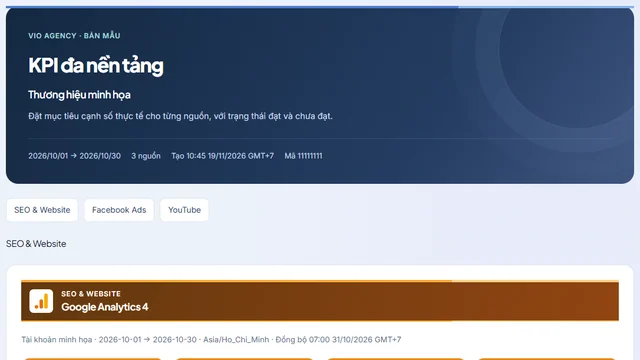 VIO AGENCY · BẢN MẪU
KPI đa nền tảng
Thương hiệu minh họa
Đặt mục tiêu cạnh số thực tế cho từng nguồn, với trạng thái đạt và chưa đạt.
2026/10/01 → 2026/10/30 3 nguồn Tạo 10:45 19/11/2026 GMT+7 Mã 11111111
SEO & Website Facebook Ads YouTube
SEO & Website
SEO & WEBSITE
Google Analytics 4
Tài khoản minh họa · 2026-10-01 → 2026-10-30 · Asia/Ho_Chi_Minh · Đồng bộ 07:00 31/10/2026 GMT+7